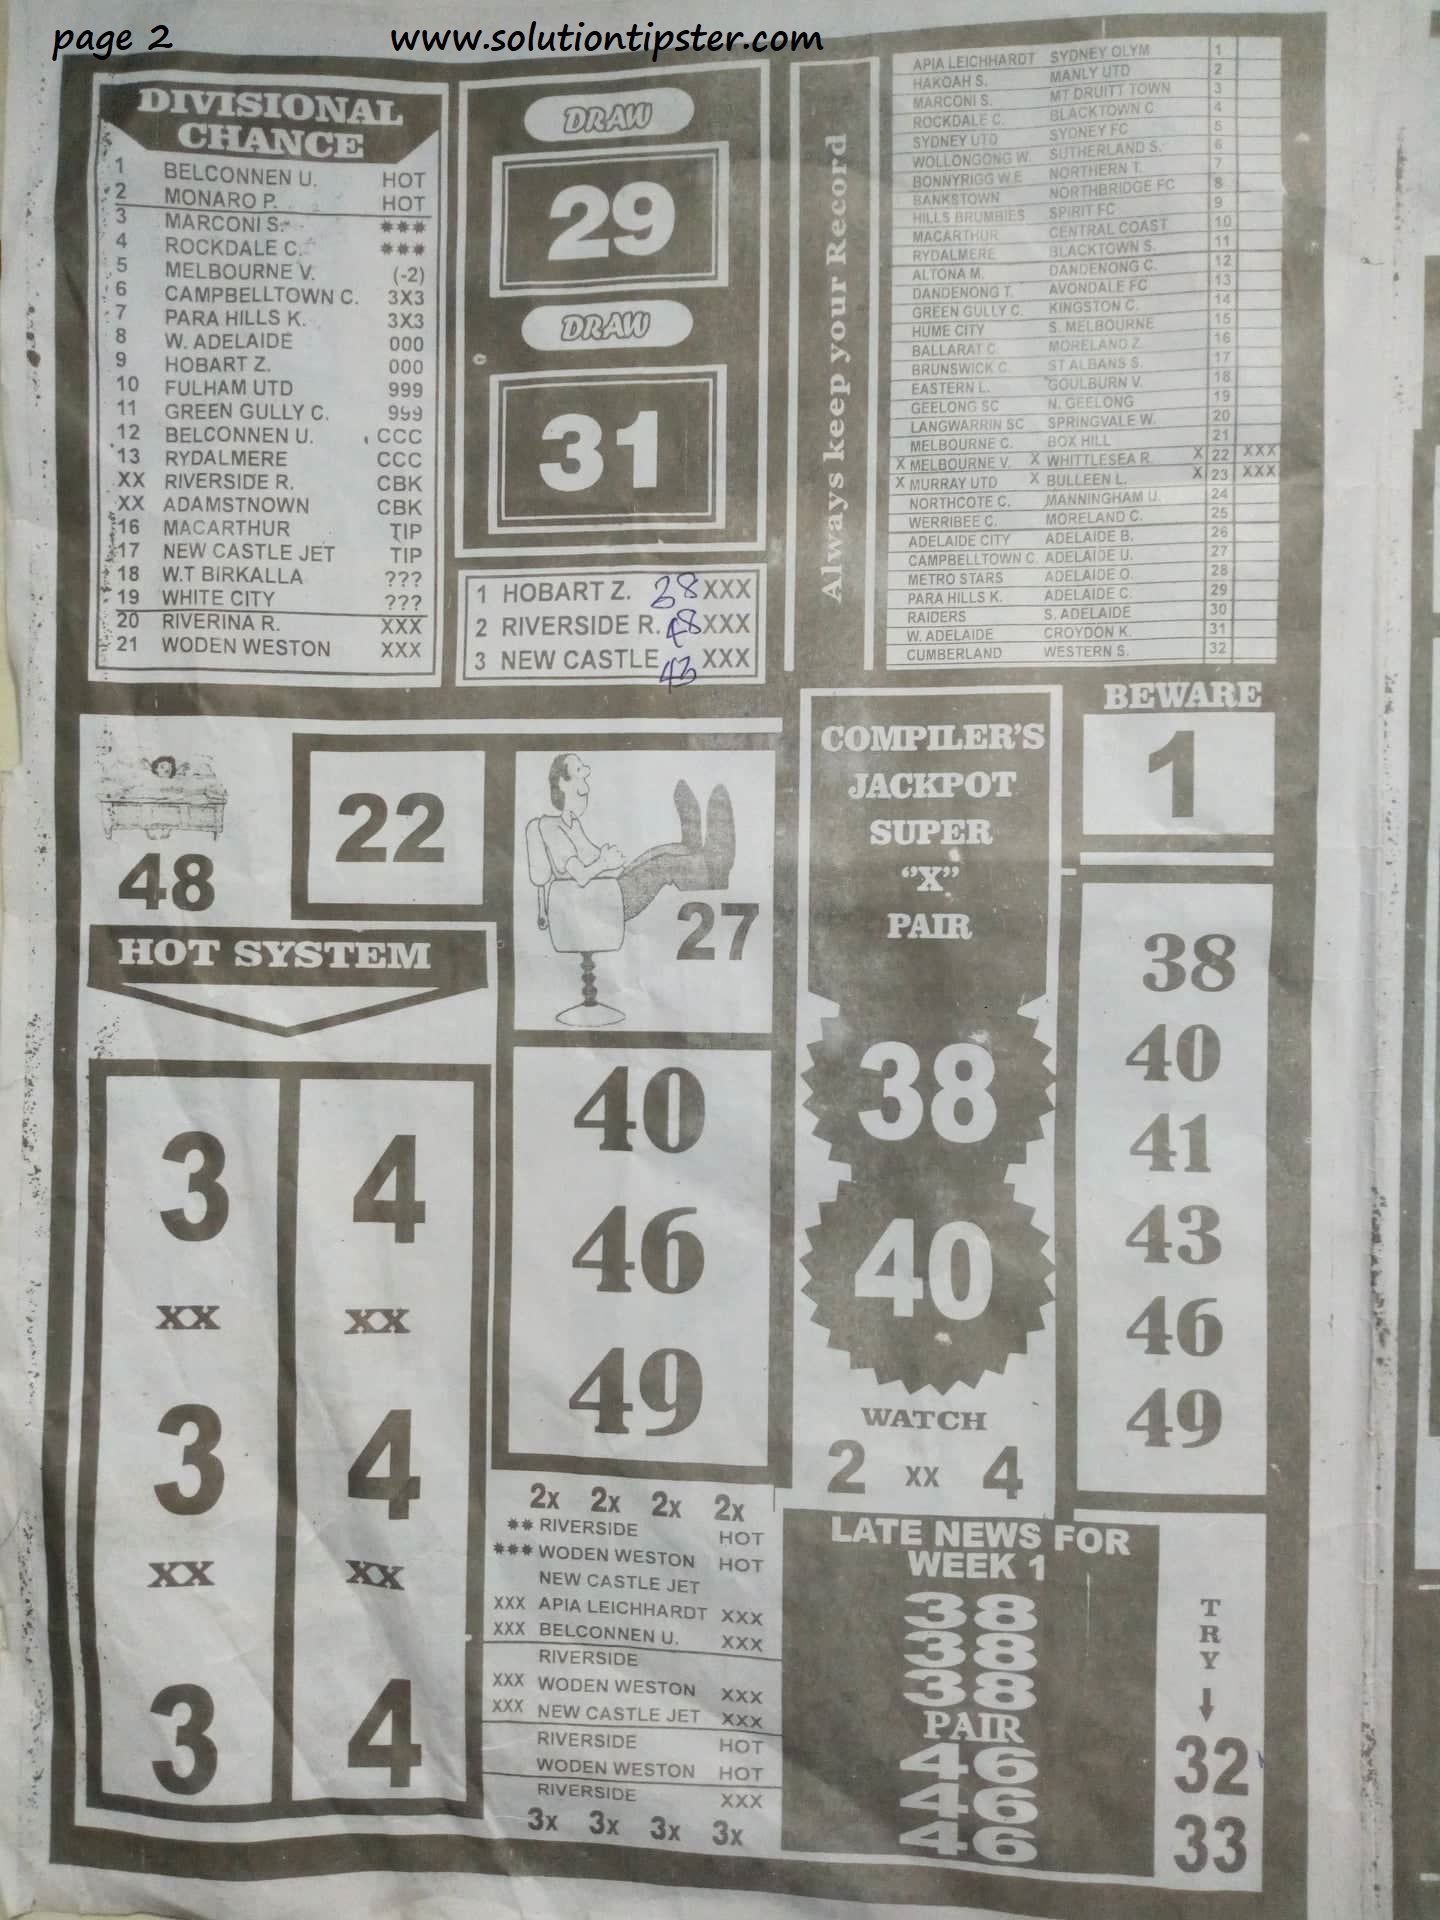 page 2
www.solutiontipster.com
DIVISIONAL
CHANCE
1 BELCONNEN U. HOT
2 MONARO P. HOT
3 MARCONI S. ***
4 ROCKDALE C. ***
5 MELBOURNE V. (-2)
6 CAMPBELLTOWN C. 3X3
7 PARA HILLS K. 3X3
8 W. ADELAIDE 000
9 HOBART Z. 000
10 FULHAM UTD 999
11 GREEN GULLY C. 999
12 BELCONNEN U. CCC
13 RYDALMERE CCC
XX RIVERSIDE R. CBK
XX ADAMSTNOWN CBK
16 MACARTHUR TIP
17 NEW CASTLE JET TIP
18 W.T BIRKALLA ???
19 WHITE CITY ???
20 RIVERINA R. XXX
21 WODEN WESTON XXX
DRAW
29
DRAW
31
1 HOBART Z. 38 XXX
2 RIVERSIDE R. 48 XXX
3 NEW CASTLE 43 XXX
Always keep your Record
APIA LEICHHARDT SYDNEY OLYM 1
HAKOAH S. MANLY UTD 2
MARCONI S. MT DRUITT TOWN 3
ROCKDALE C. BLACKTOWN C 4
SYDNEY UTD SYDNEY FC 5
WOLLONGONG W. SUTHERLAND S. 6
BONNYRIGG W.E NORTHERN T. 7
BANKSTOWN NORTHBRIDGE FC 8
HILLS BRUMBIES SPIRIT FC 9
MACARTHUR CENTRAL COAST 10
RYDALMERE BLACKTOWN S. 11
ALTONA M. DANDENONG C. 12
DANDENONG T. AVONDALE FC 13
GREEN GULLY C. KINGSTON C. 14
HUME CITY S. MELBOURNE 15
BALLARAT C. MORELAND Z. 16
BRUNSWICK C. ST ALBANS S. 17
EASTERN L. GOULBURN V. 18
GEELONG SC N. GEELONG 19
LANGWARRIN SC SPRINGVALE W. 20
MELBOURNE C. BOX HILL 21
X MELBOURNE V. X WHITTLESEA R. X 22 XXX
X MURRAY UTD X BULLEEN L. X 23 XXX
NORTHCOTE C. MANNINGHAM U. 24
WERRIBEE C. MORELAND C. 25
ADELAIDE CITY ADELAIDE B. 26
CAMPBELLTOWN C. ADELAIDE U. 27
METRO STARS ADELAIDE O. 28
PARA HILLS K. ADELAIDE C. 29
RAIDERS S. ADELAIDE 30
W. ADELAIDE CROYDON K. 31
CUMBERLAND WESTERN S. 32
48
22
27
HOT SYSTEM
3 4
XX XX
3 4
XX XX
3 4
40
46
49
2x 2x 2x 2x
** RIVERSIDE HOT
*** WODEN WESTON HOT
NEW CASTLE JET
XXX APIA LEICHHARDT XXX
XXX BELCONNEN U. XXX
RIVERSIDE
XXX WODEN WESTON XXX
XXX NEW CASTLE JET XXX
RIVERSIDE HOT
WODEN WESTON HOT
RIVERSIDE XXX
3x 3x 3x 3x
COMPILER'S
JACKPOT
SUPER
"X"
PAIR
38
40
WATCH
2 XX 4
BEWARE
1
38
40
41
43
46
49
LATE NEWS FOR
WEEK 1
38
38
38
PAIR
46
46
46
TRY
32
33